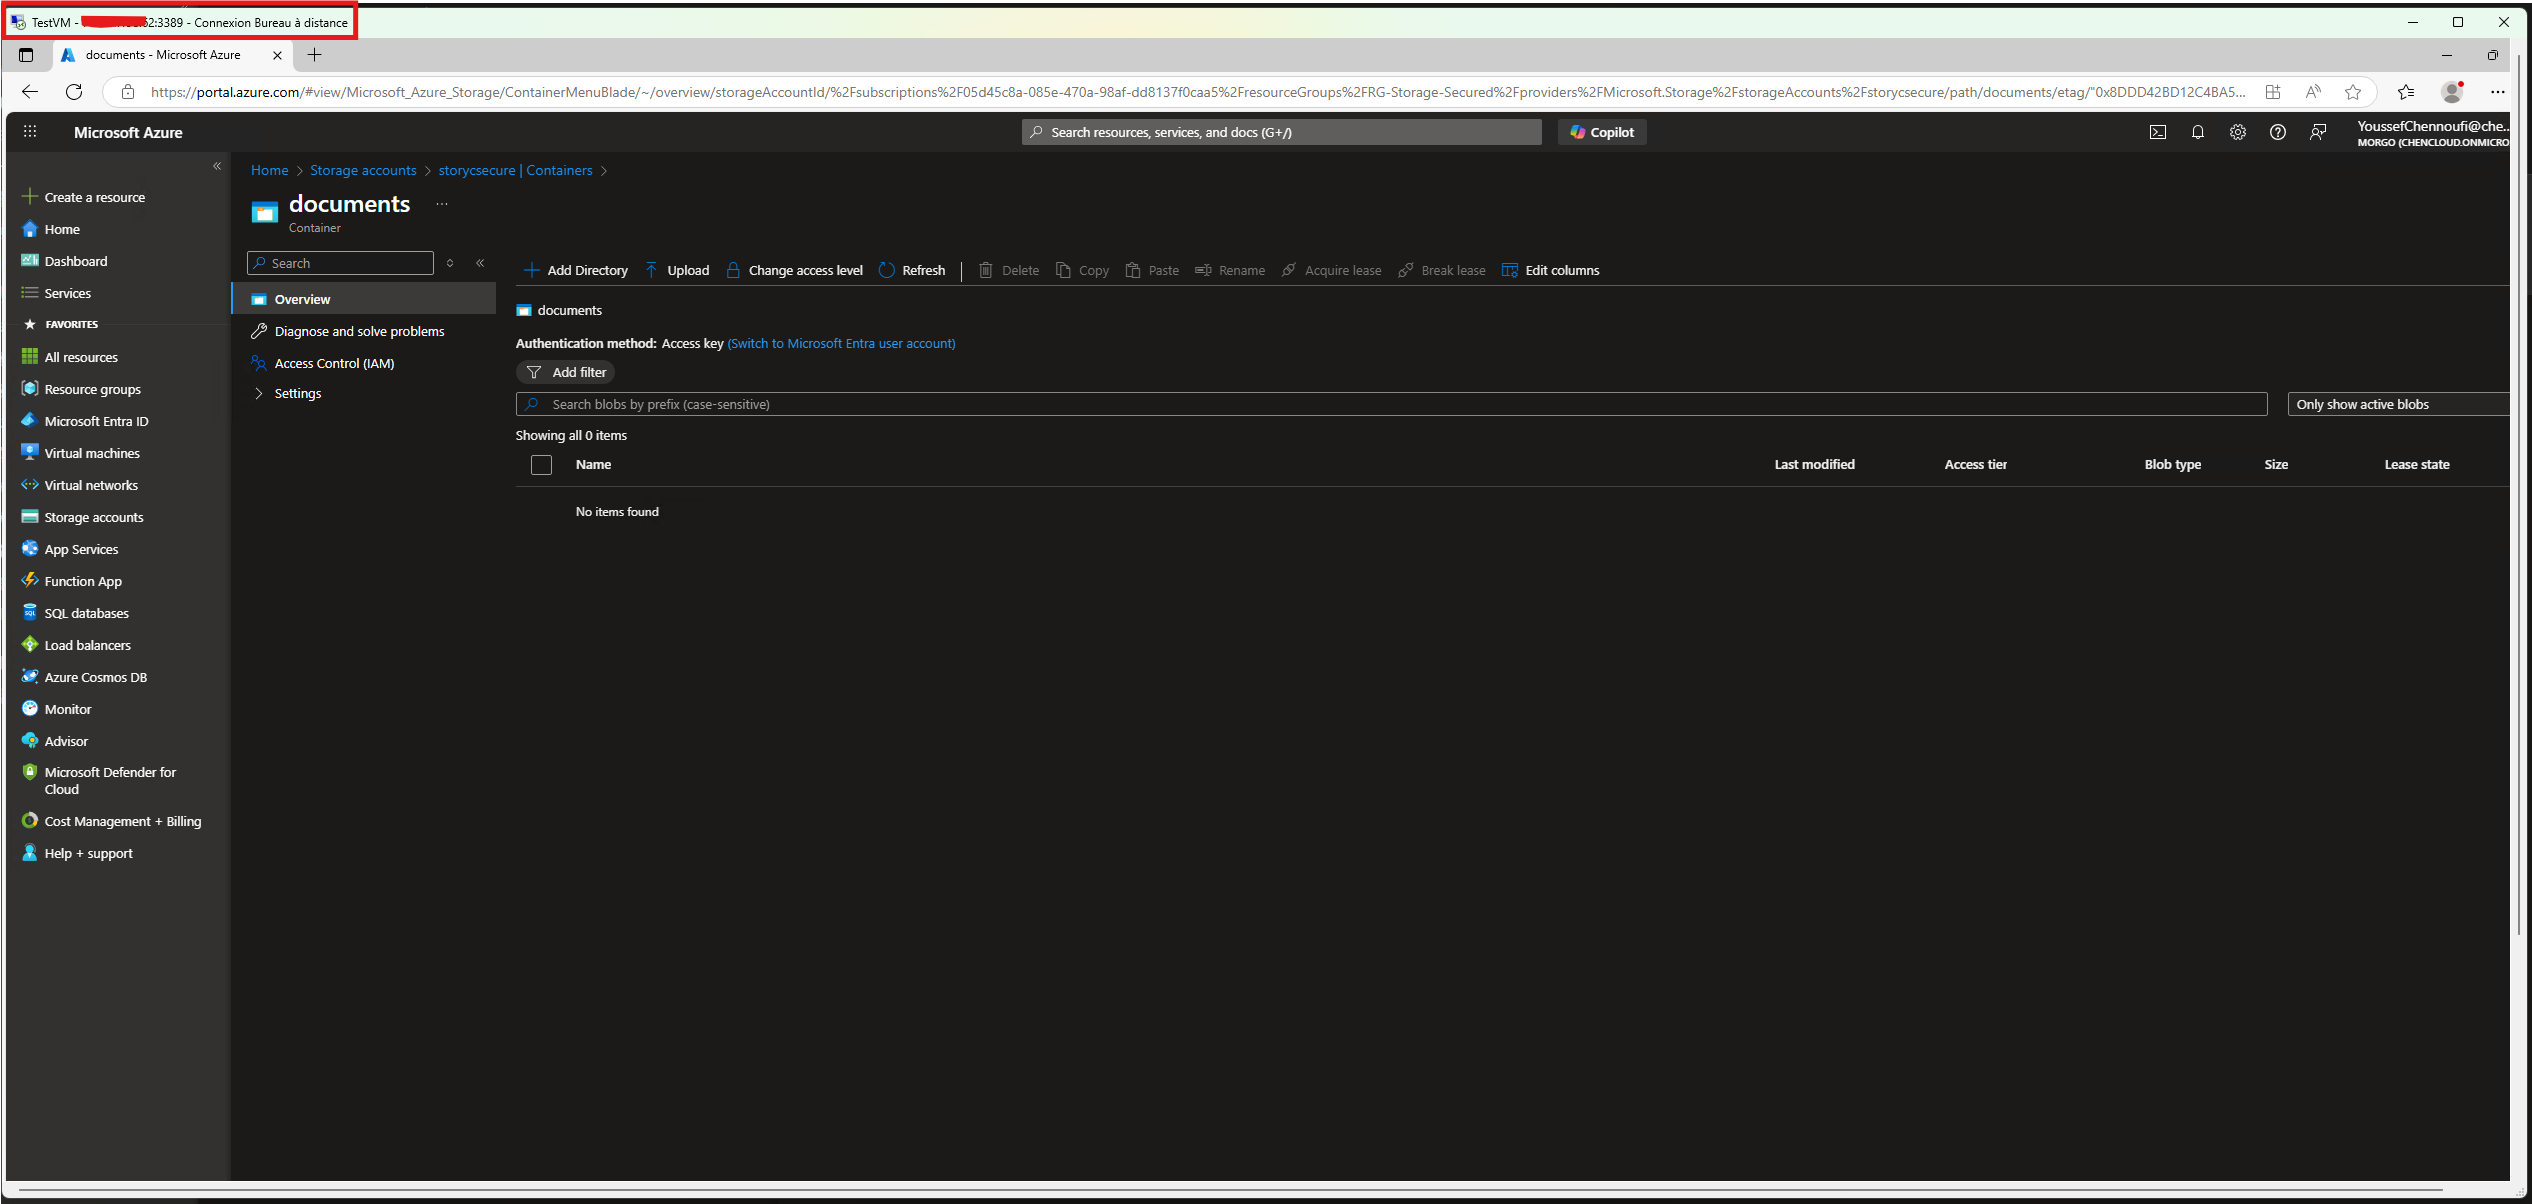 TestVM - 62:3389 - Connexion Bureau à distance
documents - Microsoft Azure
https://portal.azure.com/#view/Microsoft_Azure_Storage/ContainerMenuBlade/~/overview/storageAccountId/%2Fsubscriptions%2F05d45c8a-085e-470a-98af-dd8137f0caa5%2FresourceGroups%2FRG-Storage-Secured%2Fproviders%2FMicrosoft.Storage%2FstorageAccounts%2Fstorycsecure/path/documents/etag/"0x8DDD42BD12C4BA5...
Microsoft Azure
Search resources, services, and docs (G+/)
Copilot
YoussefChennoufi@che...
MORGO (CHENCLOUD.ONMICRO
Create a resource
Home
Dashboard
Services
FAVORITES
All resources
Resource groups
Microsoft Entra ID
Virtual machines
Virtual networks
Storage accounts
App Services
Function App
SQL databases
Load balancers
Azure Cosmos DB
Monitor
Advisor
Microsoft Defender for
Cloud
Cost Management + Billing
Help + support
Home > Storage accounts > storycsecure | Containers >
documents ...
Container
Search
Overview
Diagnose and solve problems
Access Control (IAM)
Settings
Add Directory Upload Change access level Refresh Delete Copy Paste Rename Acquire lease Break lease Edit columns
documents
Authentication method: Access key (Switch to Microsoft Entra user account)
Add filter
Search blobs by prefix (case-sensitive)
Only show active blobs
Showing all 0 items
Name Last modified Access tier Blob type Size Lease state
No items found